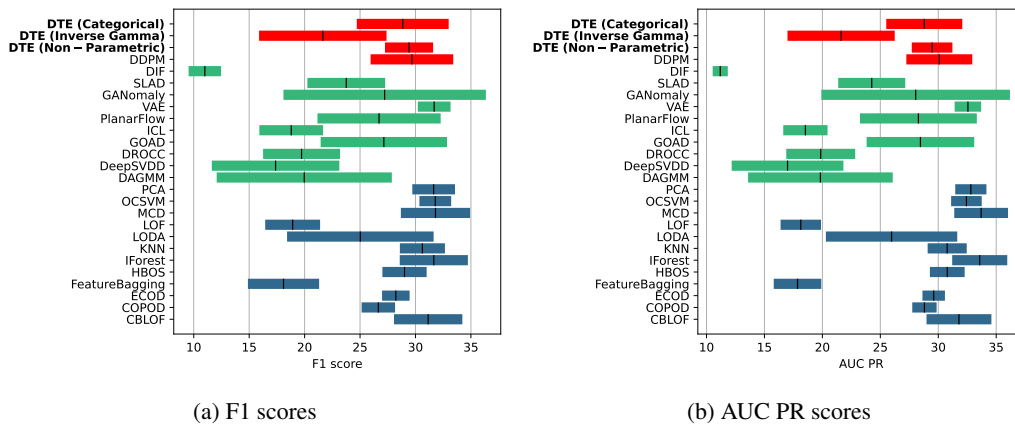 DTE (Categorical)
DTE (Inverse Gamma)
DTE (Non − Parametric)
DDPM
DIF
SLAD
GANomaly
VAE
PlanarFlow
ICL
GOAD
DROCC
DeepSVDD
DAGMM
PCA
OCSVM
MCD
LOF
LODA
KNN
IForest
HBOS
FeatureBagging
ECOD
COPOD
CBLOF
10 15 20 25 30 35
F1 score
(a) F1 scores
DTE (Categorical)
DTE (Inverse Gamma)
DTE (Non − Parametric)
DDPM
DIF
SLAD
GANomaly
VAE
PlanarFlow
ICL
GOAD
DROCC
DeepSVDD
DAGMM
PCA
OCSVM
MCD
LOF
LODA
KNN
IForest
HBOS
FeatureBagging
ECOD
COPOD
CBLOF
10 15 20 25 30 35
AUC PR
(b) AUC PR scores